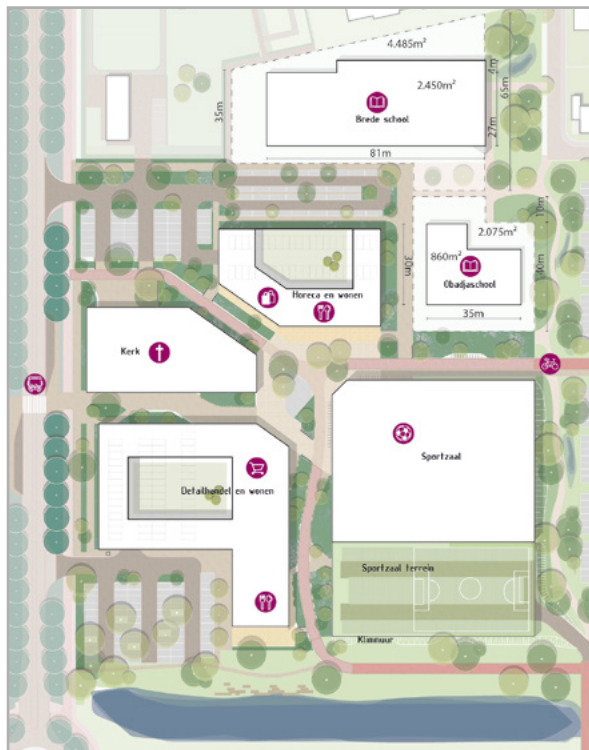 4.485m²
4m
65m
2.450m²
35m
Brede school
27m
81m
10m
2.075m²
30m
860m²
40m
Obadjaschool
Horeca en wonen
35m
Kerk
Sportzaal
Detailhandel en wonen
Sportzaal terrein
Klimmuur